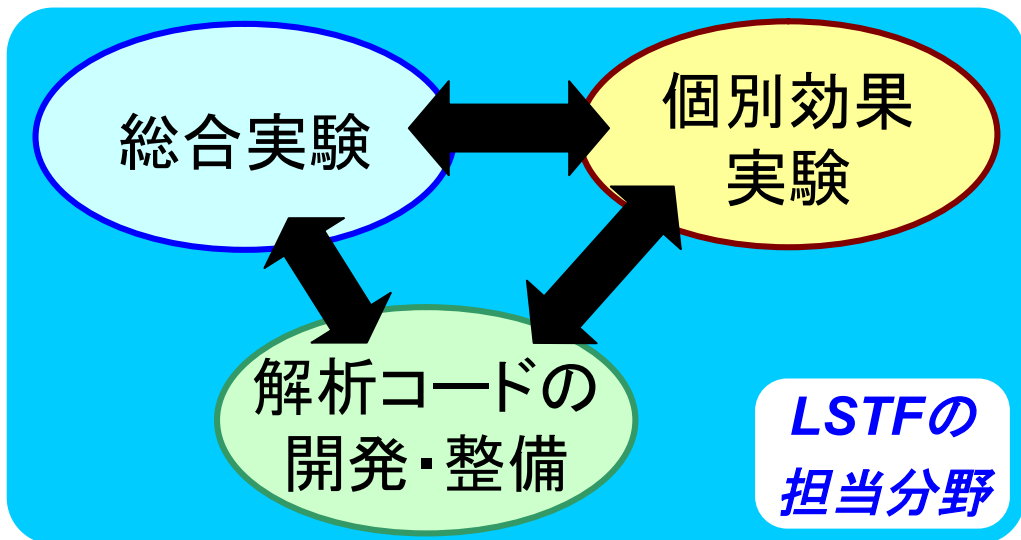 総合実験
個別効果
実験
解析コードの
開発・整備
LSTFの
担当分野